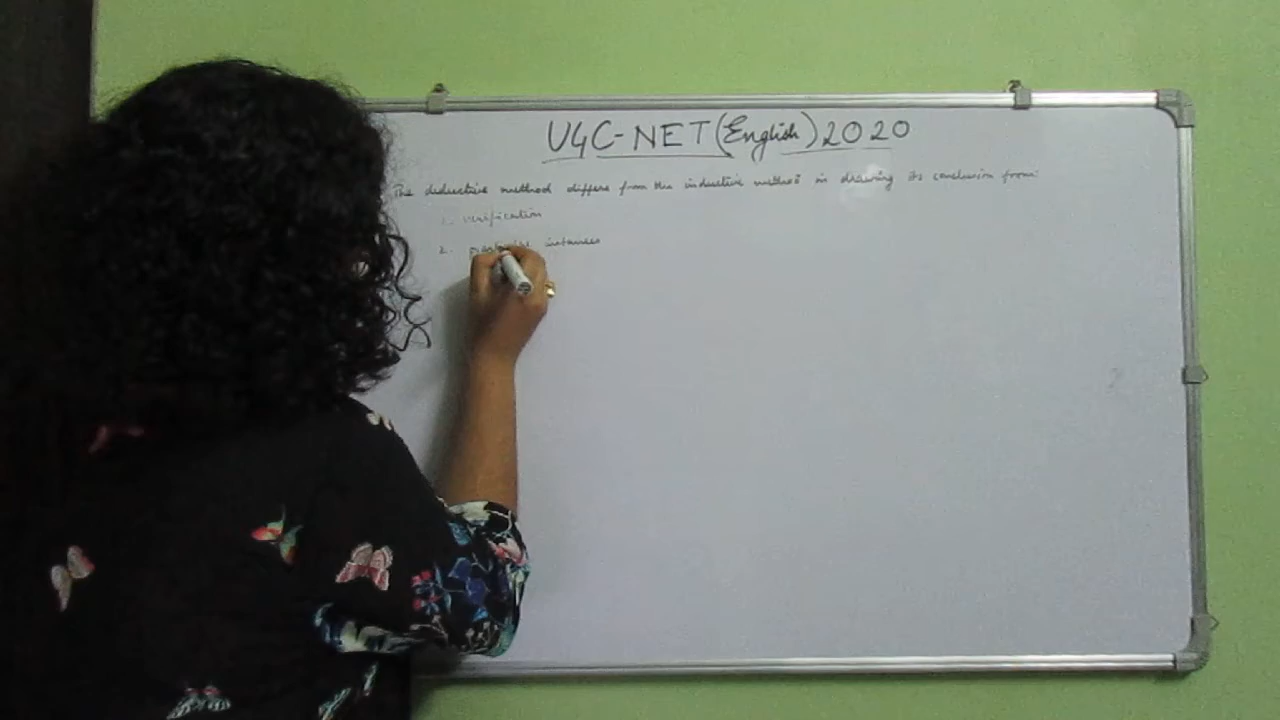 UGC-NET (English) 2020
The deductive method differs from the inductive method in drawing its conclusion from:
1. verification
2. instances